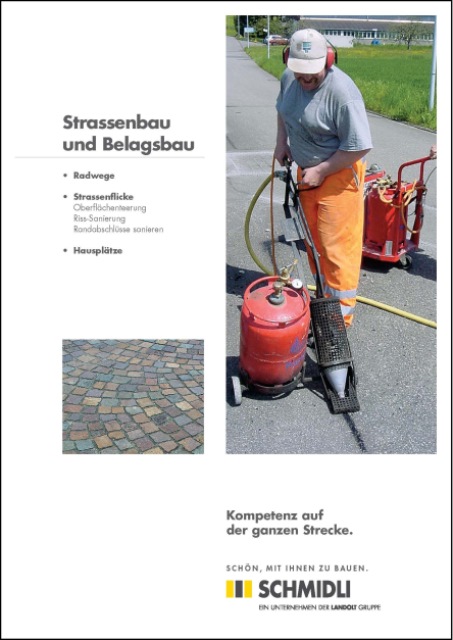 Strassenbau
und Belagsbau
• Radwege
• Strassenflicke
Oberflächenteerung
Riss-Sanierung
Randabschlüsse sanieren
• Hausplätze
Kompetenz auf
der ganzen Strecke.
SCHÖN, MIT IHNEN ZU BAUEN.
SCHMIDLI
EIN UNTERNEHMEN DER LANDOLT GRUPPE